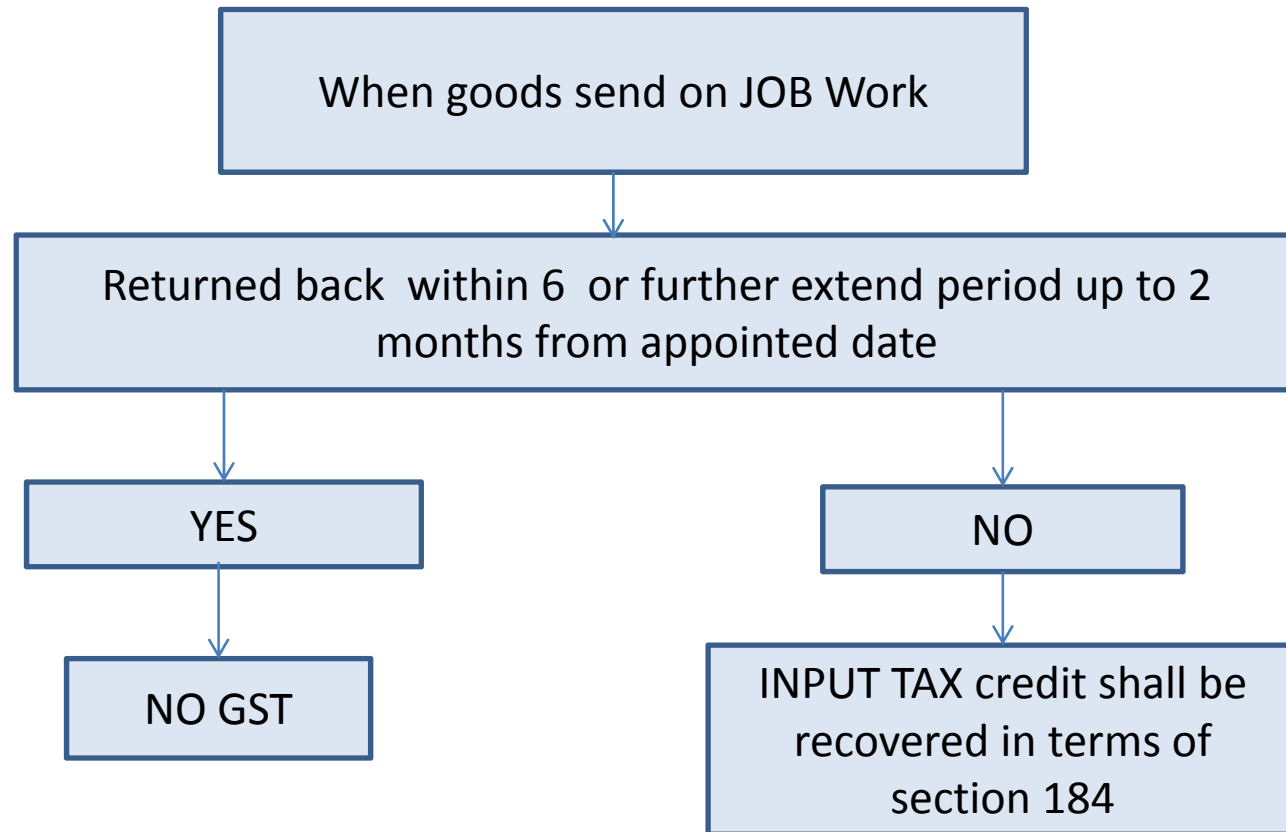 When goods send on JOB Work
Returned back within 6 or further extend period up to 2
months from appointed date
YES
NO
NO GST
INPUT TAX credit shall be
recovered in terms of
section 184